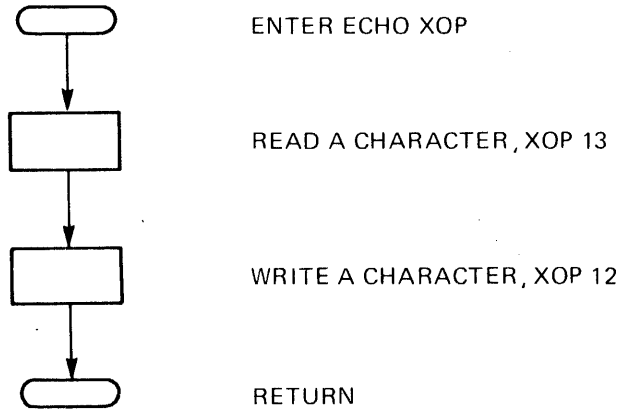 ENTER ECHO XOP
READ A CHARACTER, XOP 13
WRITE A CHARACTER, XOP 12
RETURN